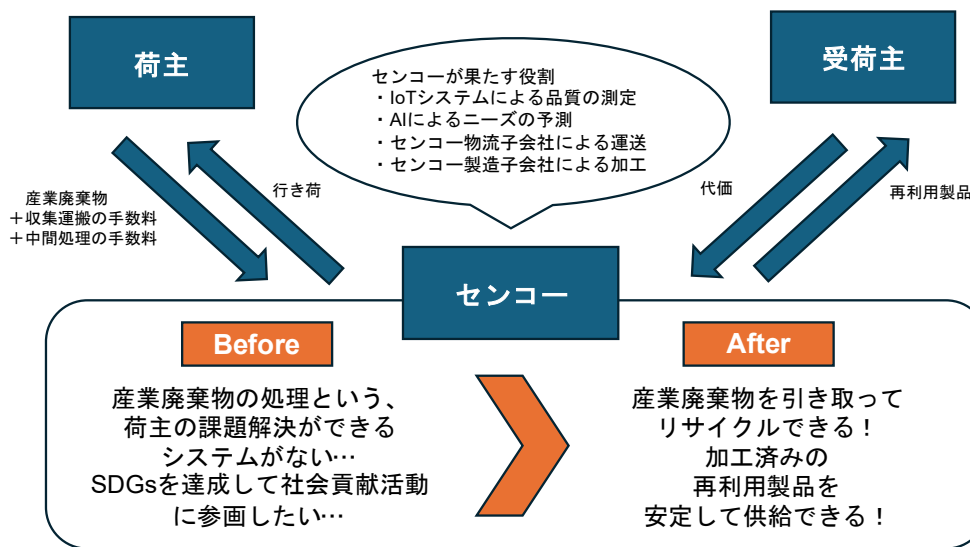 荷主
受荷主
センコーが果たす役割
・IoTシステムによる品質の測定
・AIによるニーズの予測
・センコー物流子会社による運送
・センコー製造子会社による加工
産業廃棄物
＋収集運搬の手数料
＋中間処理の手数料
行き荷
代価
再利用製品
センコー
Before
産業廃棄物の処理という、
荷主の課題解決ができる
システムがない…
SDGsを達成して社会貢献活動
に参画したい…
After
産業廃棄物を引き取って
リサイクルできる！
加工済みの
再利用製品を
安定して供給できる！